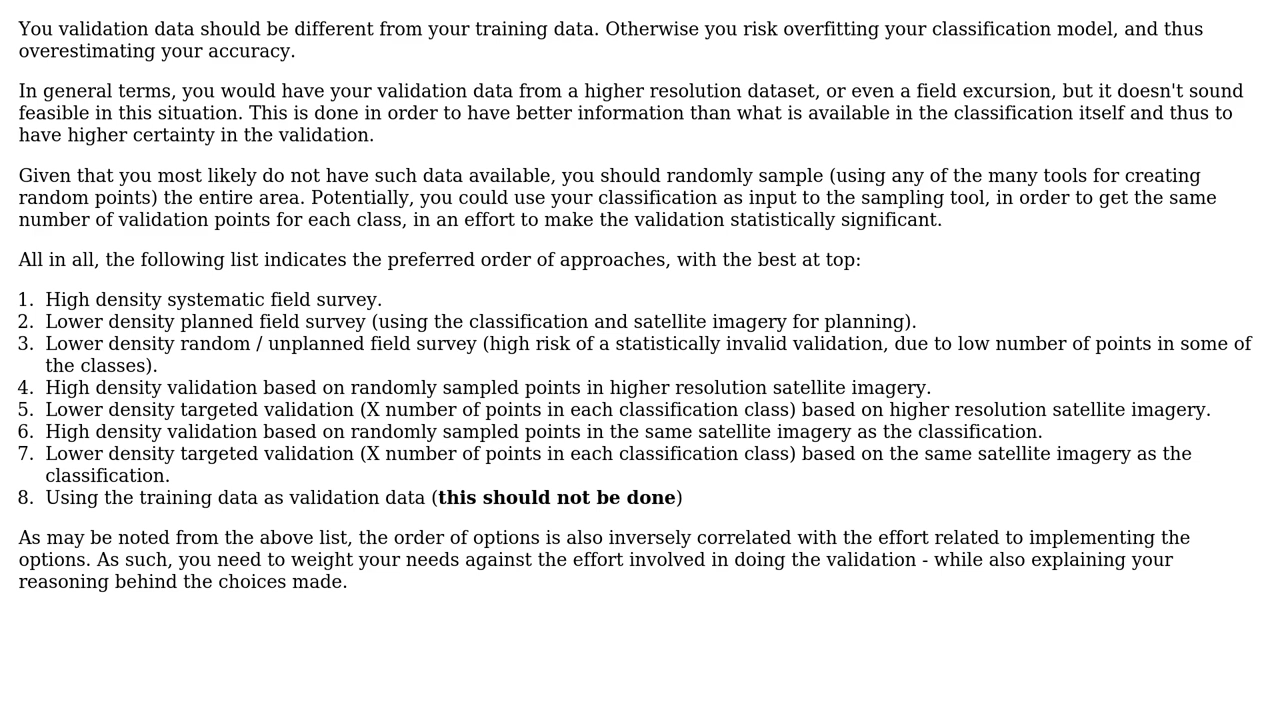 You validation data should be different from your training data. Otherwise you risk overfitting your classification model, and thus
overestimating your accuracy.
In general terms, you would have your validation data from a higher resolution dataset, or even a field excursion, but it doesn't sound
feasible in this situation. This is done in order to have better information than what is available in the classification itself and thus to
have higher certainty in the validation.
Given that you most likely do not have such data available, you should randomly sample (using any of the many tools for creating
random points) the entire area. Potentially, you could use your classification as input to the sampling tool, in order to get the same
number of validation points for each class, in an effort to make the validation statistically significant.
All in all, the following list indicates the preferred order of approaches, with the best at top:
1. High density systematic field survey.
2. Lower density planned field survey (using the classification and satellite imagery for planning).
3. Lower density random / unplanned field survey (high risk of a statistically invalid validation, due to low number of points in some of
the classes).
4. High density validation based on randomly sampled points in higher resolution satellite imagery.
5. Lower density targeted validation (X number of points in each classification class) based on higher resolution satellite imagery.
6. High density validation based on randomly sampled points in the same satellite imagery as the classification.
7. Lower density targeted validation (X number of points in each classification class) based on the same satellite imagery as the
classification.
8. Using the training data as validation data (this should not be done)
As may be noted from the above list, the order of options is also inversely correlated with the effort related to implementing the
options. As such, you need to weight your needs against the effort involved in doing the validation - while also explaining your
reasoning behind the choices made.